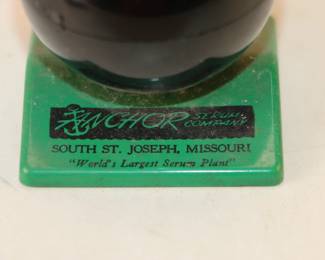 ANCHOR SERUM COMPANY
SOUTH ST. JOSEPH, MISSOURI
"World's Largest Serum Plant"